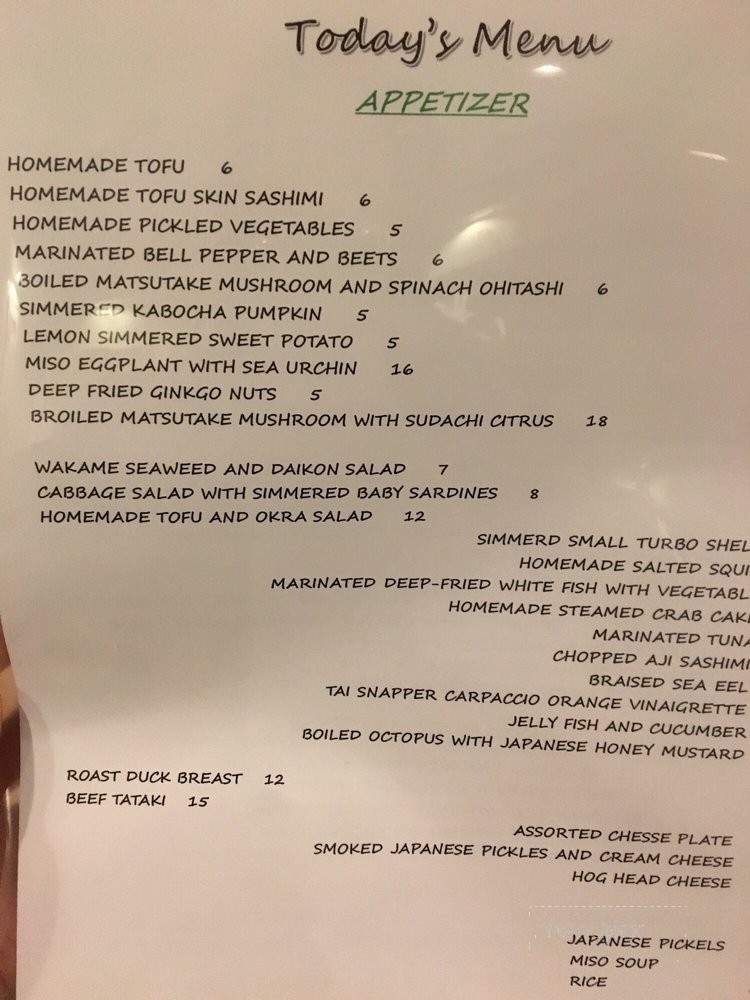 Today's Menu
APPETIZER
HOMEMADE TOFU 6
HOMEMADE TOFU SKIN SASHIMI 6
HOMEMADE PICKLED VEGETABLES 5
MARINATED BELL PEPPER AND BEETS 6
BOILED MATSUTAKE MUSHROOM AND SPINACH OHITASHI 6
SIMMERED KABOCHA PUMPKIN 5
LEMON SIMMERED SWEET POTATO 5
MISO EGGPLANT WITH SEA URCHIN 16
DEEP FRIED GINKGO NUTS 5
BROILED MATSUTAKE MUSHROOM WITH SUDACHI CITRUS 18
WAKAME SEAWEED AND DAIKON SALAD 7
CABBAGE SALAD WITH SIMMERED BABY SARDINES 8
HOMEMADE TOFU AND OKRA SALAD 12
SIMMERD SMALL TURBO SHEL
HOMEMADE SALTED SQUI
MARINATED DEEP-FRIED WHITE FISH WITH VEGETABL
HOMEMADE STEAMED CRAB CAK
MARINATED TUNA
CHOPPED AJI SASHIMI
BRAISED SEA EEL
TAI SNAPPER CARPACCIO ORANGE VINAIGRETTE
JELLY FISH AND CUCUMBER
BOILED OCTOPUS WITH JAPANESE HONEY MUSTARD
ROAST DUCK BREAST 12
BEEF TATAKI 15
ASSORTED CHESSE PLATE
SMOKED JAPANESE PICKLES AND CREAM CHEESE
HOG HEAD CHEESE
JAPANESE PICKELS
MISO SOUP
RICE